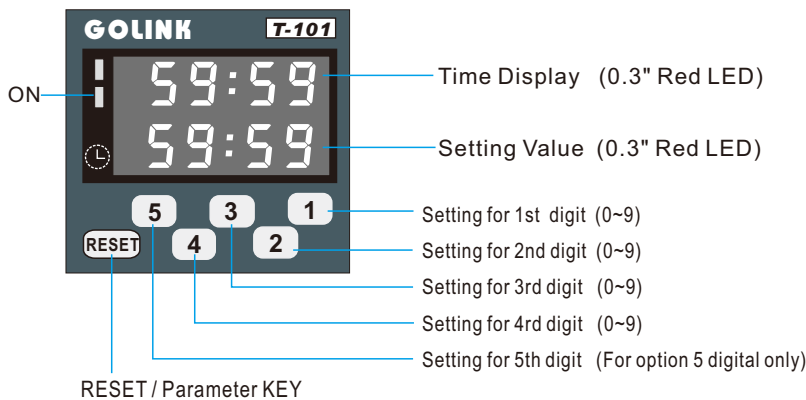 GOLINK T-101
59:59
Time Display (0.3" Red LED)
ON
59:59
Setting Value (0.3" Red LED)
5 3 1
Setting for 1st digit (0~9)
RESET 4 2
Setting for 2nd digit (0~9)
Setting for 3rd digit (0~9)
Setting for 4rd digit (0~9)
Setting for 5th digit (For option 5 digital only)
RESET / Parameter KEY